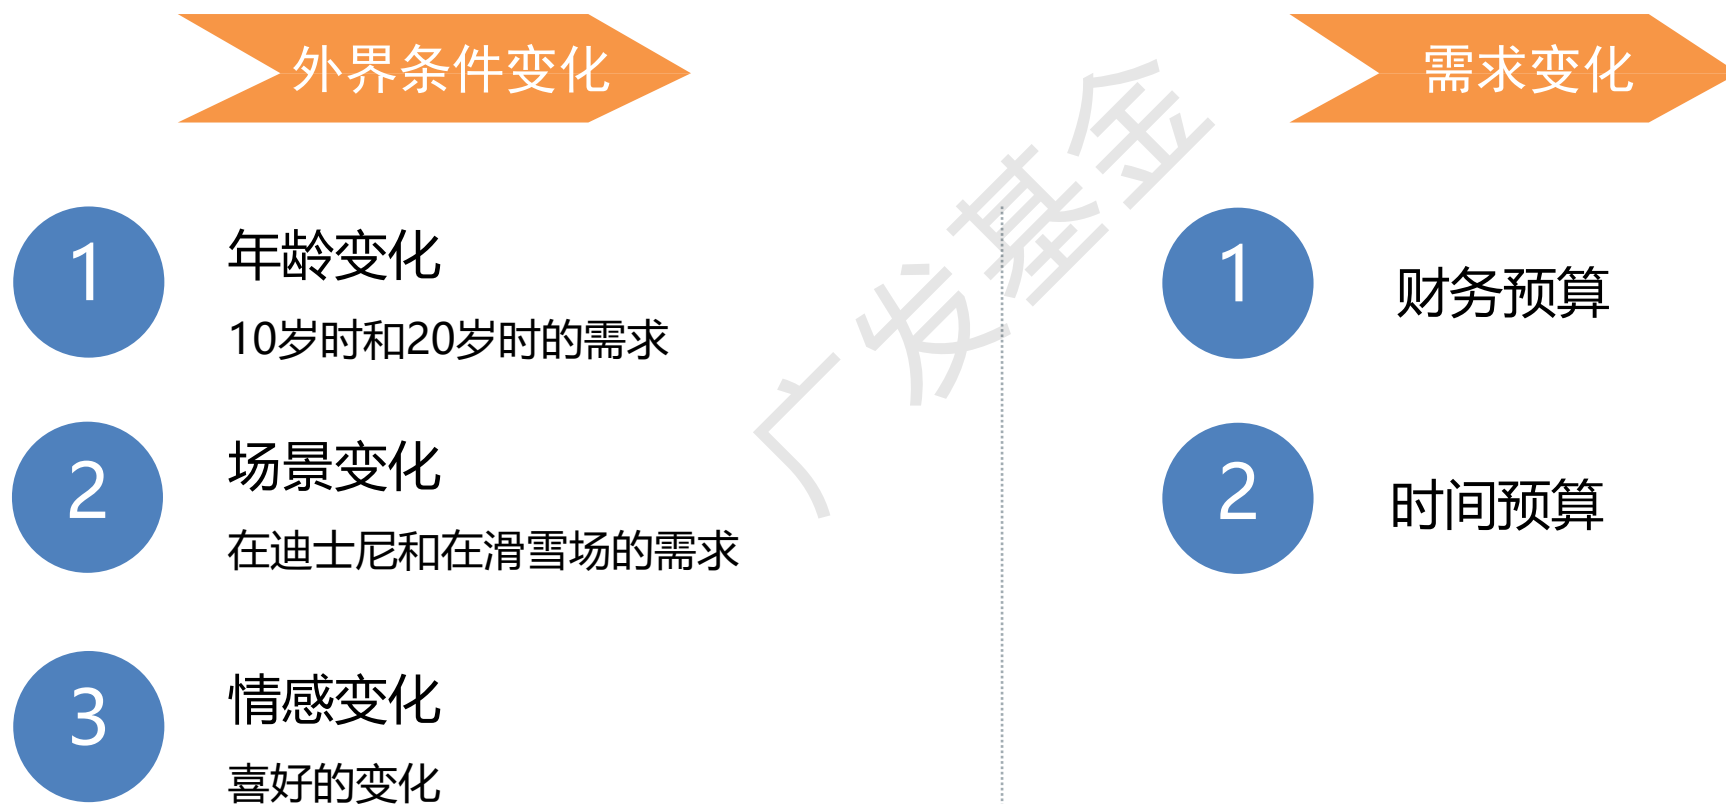 外界条件变化
1
年龄变化
10岁时和20岁时的需求
2
场景变化
在迪士尼和在滑雪场的需求
3
情感变化
喜好的变化
广发基金
需求变化
1
财务预算
2
时间预算